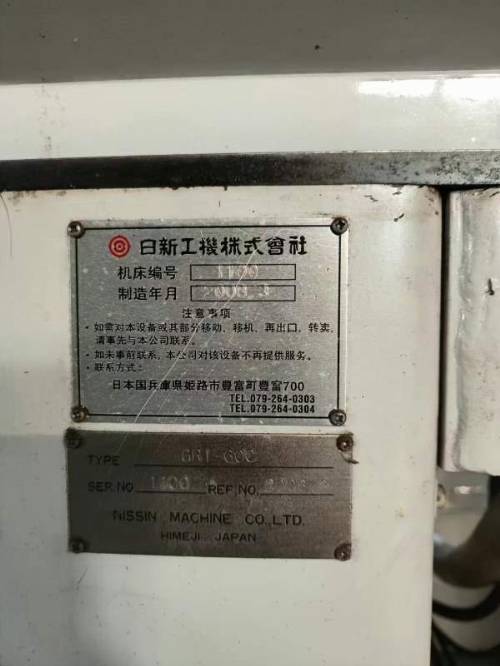 日新工機株式會社
机床编号 1100
制造年月
注意事项
· 如需对本设备或其部分移动、移机、再出口、转卖,
请事先与本公司联系。
· 如未事前联系,本公司对该设备不再提供服务。
· 联系方式:
日本国兵庫県姫路市豊富町豊富700
TEL.079-264-0303
TEL.079-264-0304
TYPE
SER.NO 1100 REF.NO.
NISSIN MACHINE CO.,LTD.
HIMEJI, JAPAN